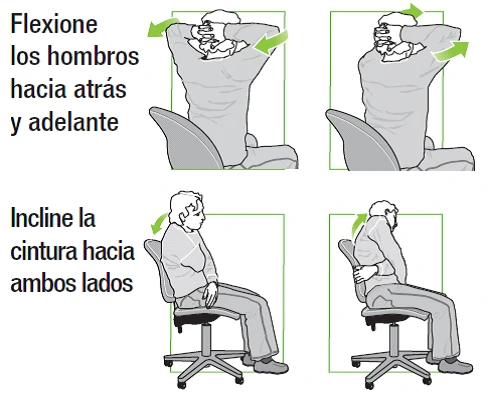 Flexione
los hombros
hacia atrás
y adelante
Incline la
cintura hacia
ambos lados